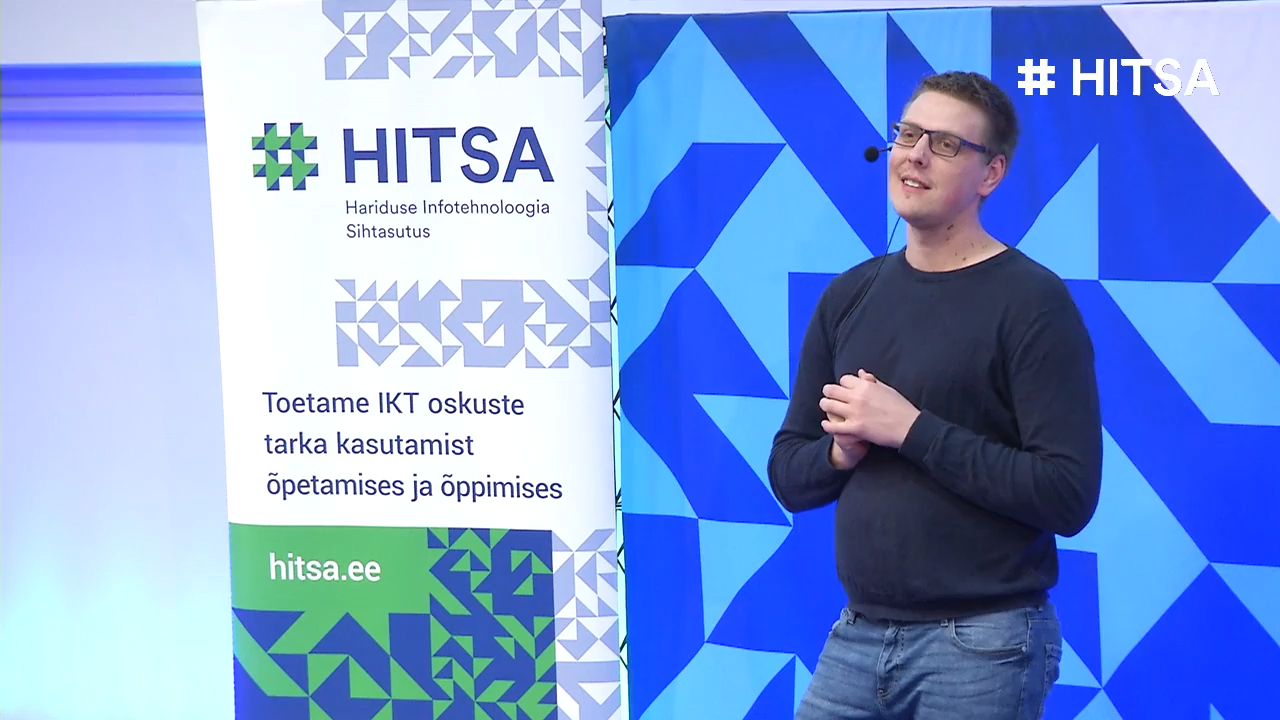 # HITSA
Hariduse Infotehnoloogia
Sihtasutus
Toetame IKT oskuste
tarka kasutamist
õpetamises ja õppimises
hitsa.ee
# HITSA